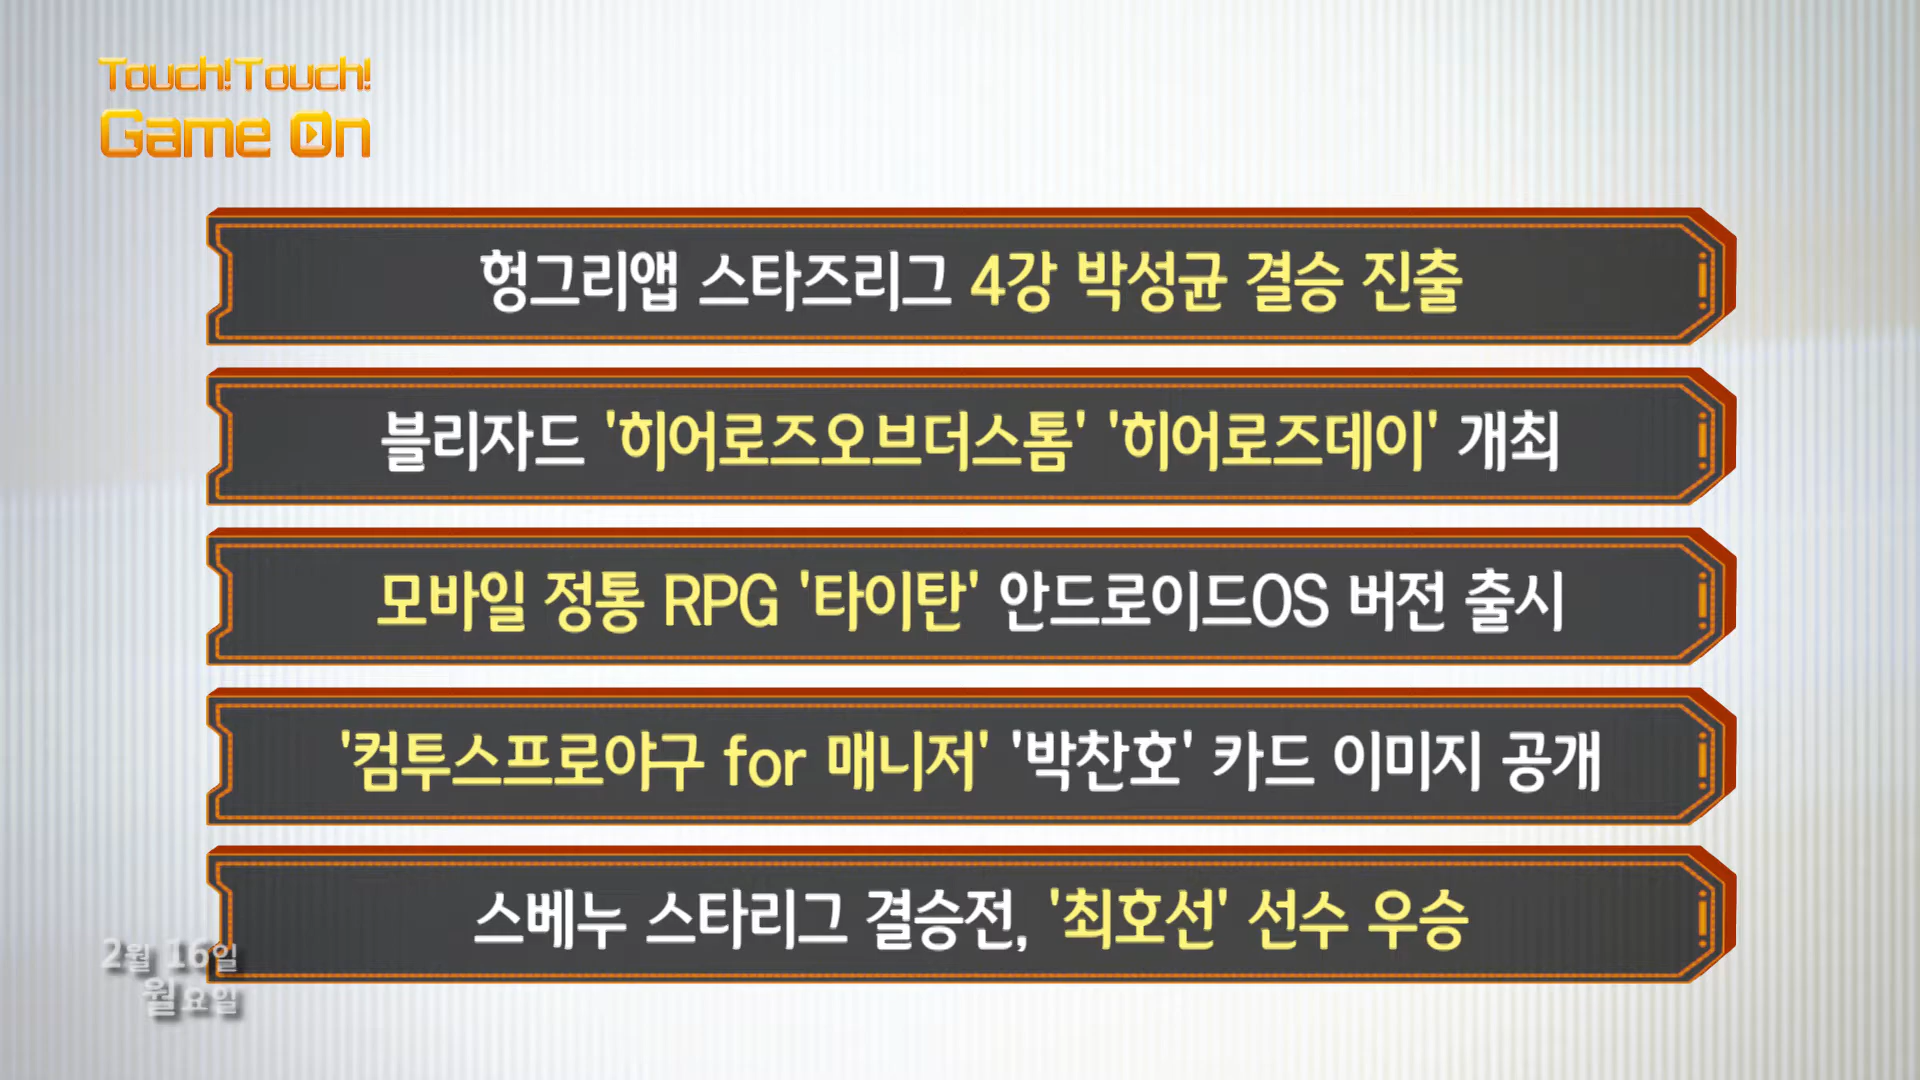 Touch!Touch!
Game On
헝그리앱 스타즈리그 4강 박성균 결승 진출
블리자드 '히어로즈오브더스톰' '히어로즈데이' 개최
모바일 정통 RPG '타이탄' 안드로이드OS 버전 출시
'컴투스프로야구 for 매니저' '박찬호' 카드 이미지 공개
스베누 스타리그 결승전, '최호선' 선수 우승
2월 16일
월요일